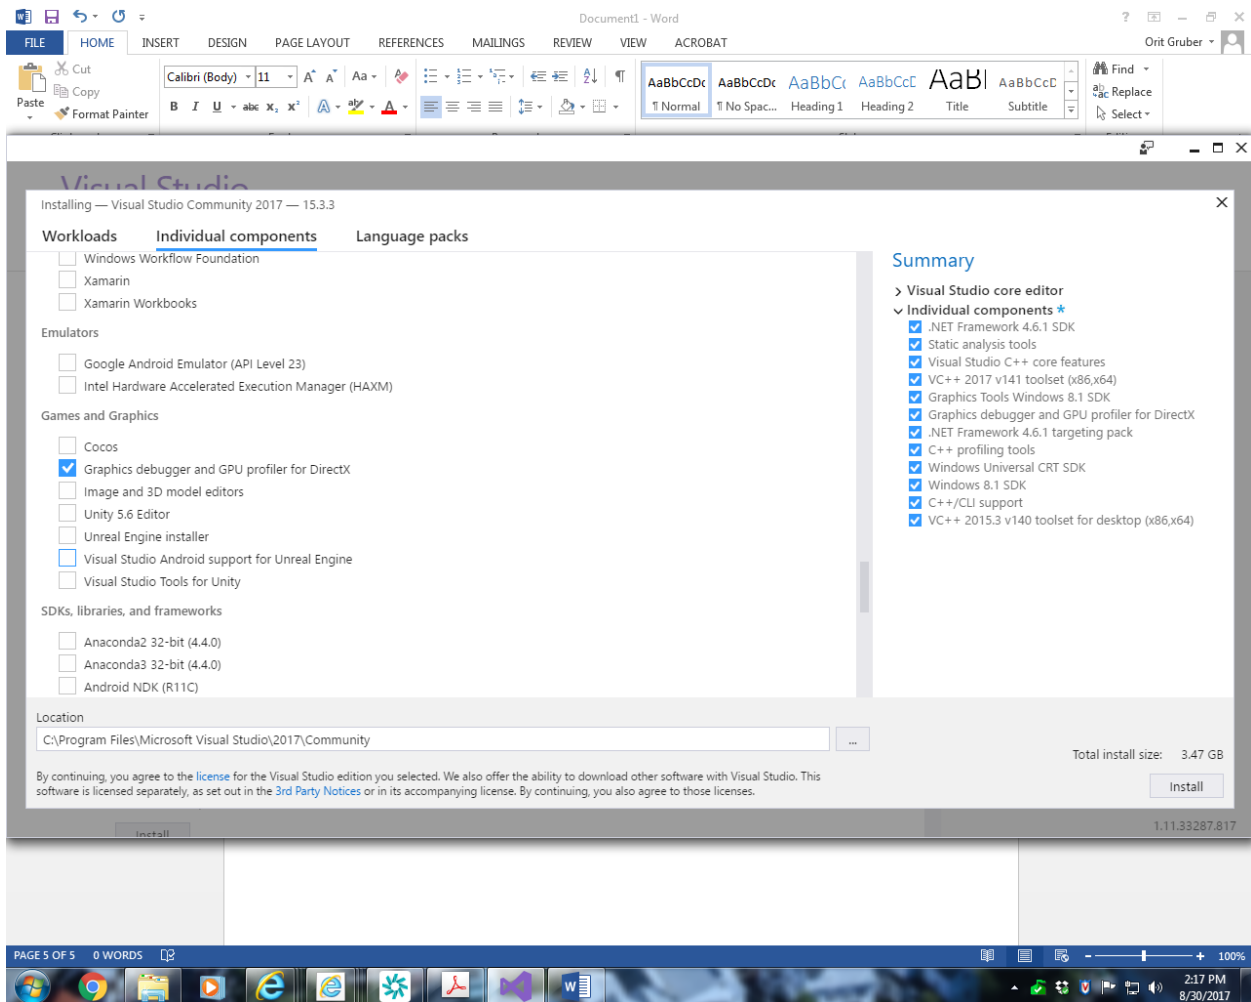 Document1 - Word
FILE HOME INSERT DESIGN PAGE LAYOUT REFERENCES MAILINGS REVIEW VIEW ACROBAT Orit Gruber
Cut
Copy
Format Painter
Paste
Calibri (Body) 11
AaBbCcDc AaBbCcDc AaBbCc AaBbCcD AaBl AaBbCcD
¶ Normal ¶ No Spac... Heading 1 Heading 2 Title Subtitle
Find
Replace
Select
Visual Studio
Installing — Visual Studio Community 2017 — 15.3.3
Workloads Individual components Language packs
Windows Workflow Foundation
Xamarin
Xamarin Workbooks
Emulators
Google Android Emulator (API Level 23)
Intel Hardware Accelerated Execution Manager (HAXM)
Games and Graphics
Cocos
Graphics debugger and GPU profiler for DirectX
Image and 3D model editors
Unity 5.6 Editor
Unreal Engine installer
Visual Studio Android support for Unreal Engine
Visual Studio Tools for Unity
SDKs, libraries, and frameworks
Anaconda2 32-bit (4.4.0)
Anaconda3 32-bit (4.4.0)
Android NDK (R11C)
Summary
Visual Studio core editor
Individual components *
.NET Framework 4.6.1 SDK
Static analysis tools
Visual Studio C++ core features
VC++ 2017 v141 toolset (x86,x64)
Graphics Tools Windows 8.1 SDK
Graphics debugger and GPU profiler for DirectX
.NET Framework 4.6.1 targeting pack
C++ profiling tools
Windows Universal CRT SDK
Windows 8.1 SDK
C++/CLI support
VC++ 2015.3 v140 toolset for desktop (x86,x64)
Location
C:\Program Files\Microsoft Visual Studio\2017\Community
...
Total install size: 3.47 GB
By continuing, you agree to the license for the Visual Studio edition you selected. We also offer the ability to download other software with Visual Studio. This
software is licensed separately, as set out in the 3rd Party Notices or in its accompanying license. By continuing, you also agree to those licenses.
Install
Install
1.11.33287.817
PAGE 5 OF 5 0 WORDS
100%
2:17 PM
8/30/2017